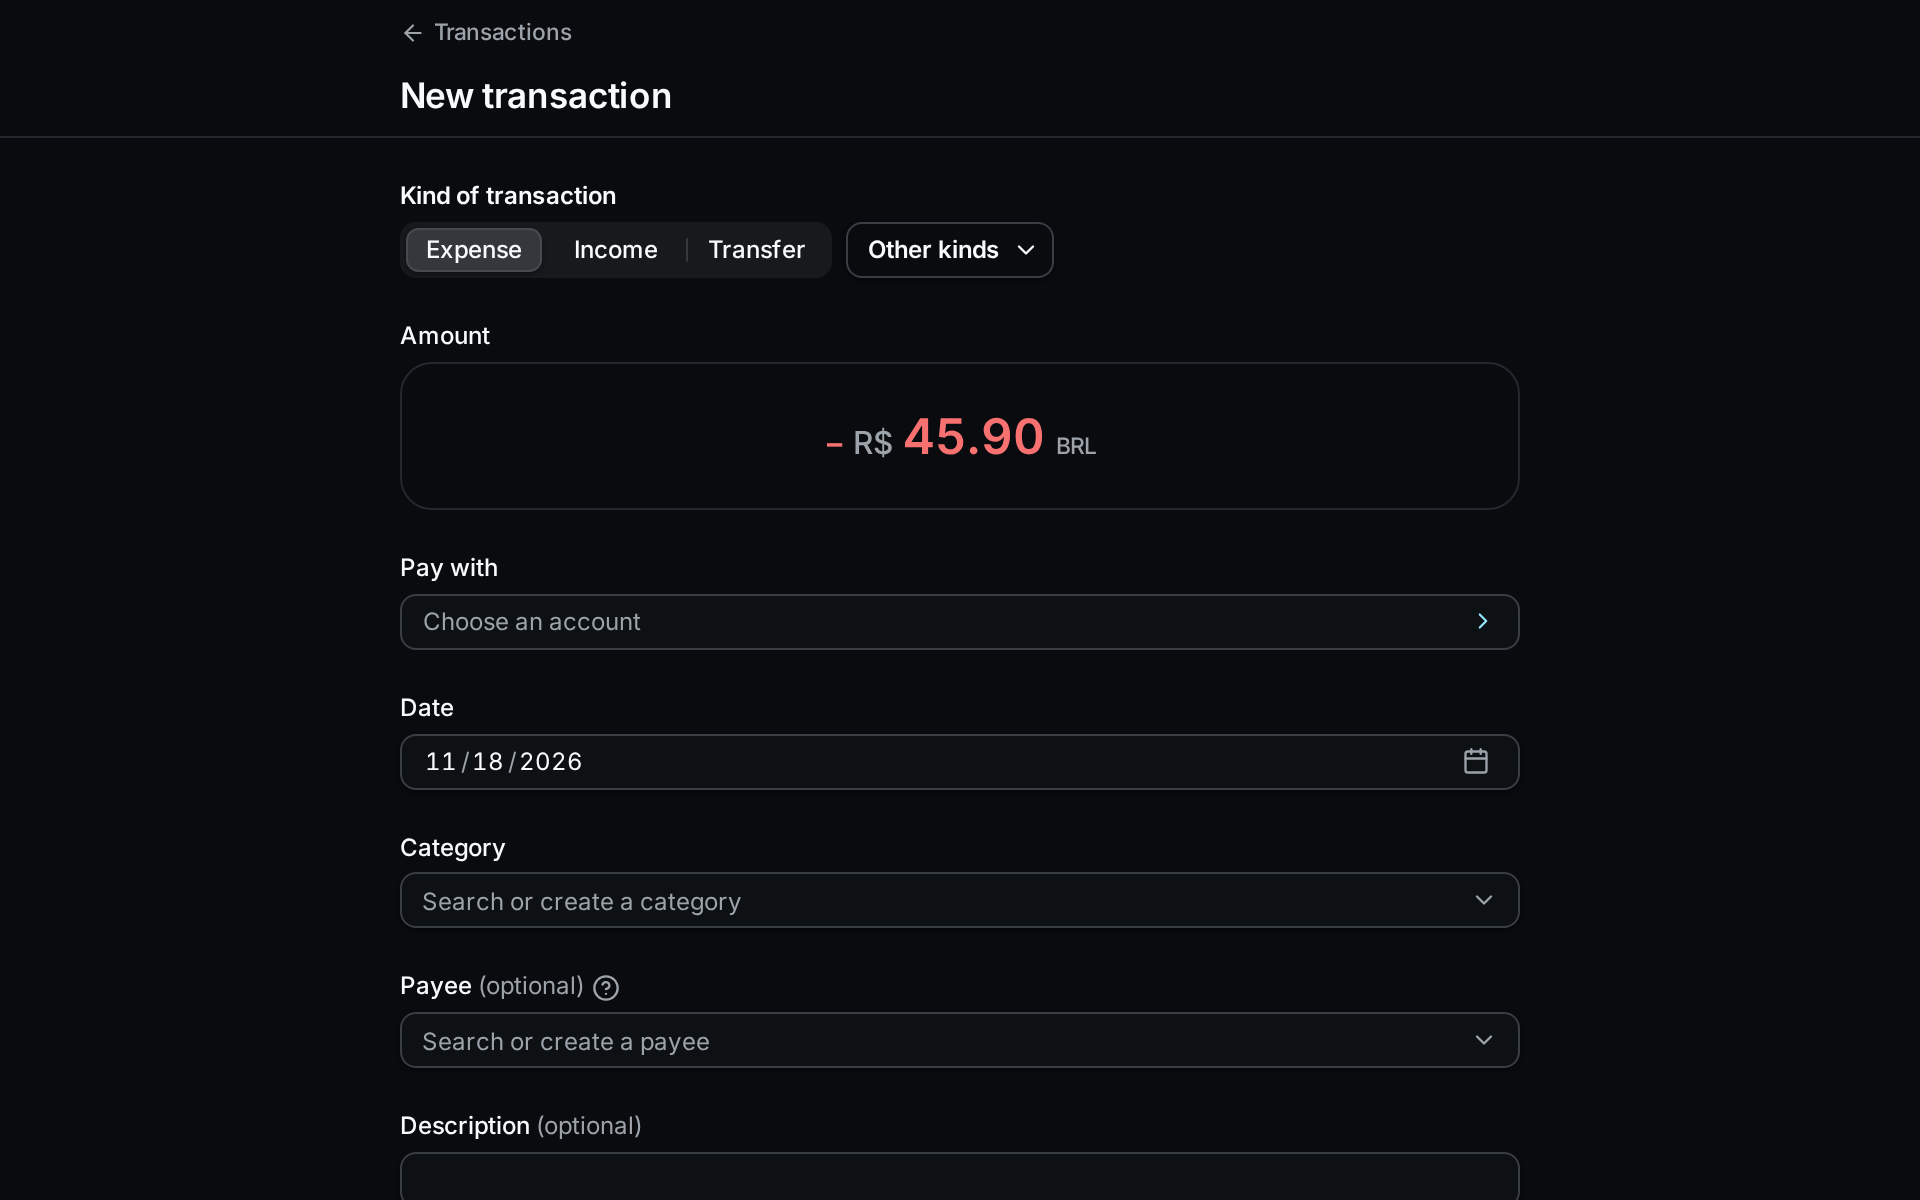 Transactions
New transaction
Kind of transaction
Expense Income Transfer Other kinds
Amount
– R$ 45.90 BRL
Pay with
Choose an account
Date
11/18/2026
Category
Search or create a category
Payee (optional)
Search or create a payee
Description (optional)